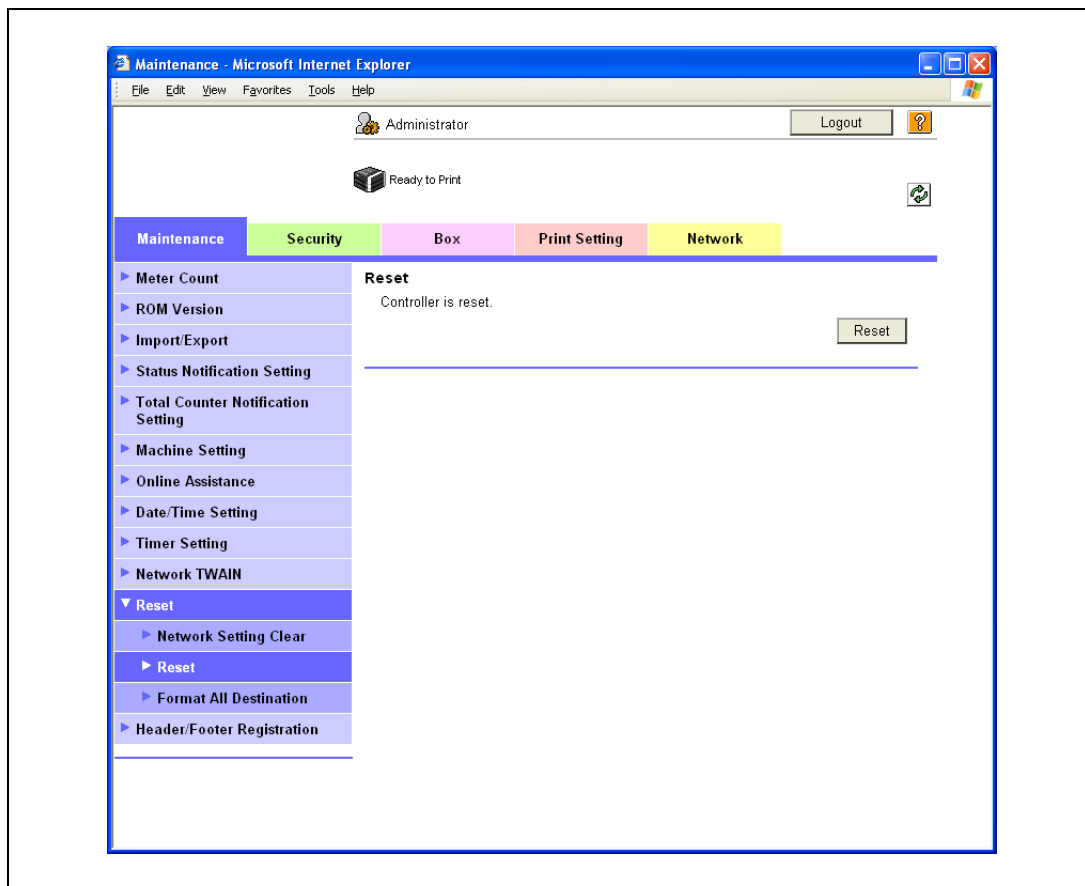 Maintenance - Microsoft Internet Explorer
File Edit View Favorites Tools Help
Administrator
Logout
?
Ready to Print
Maintenance Security Box Print Setting Network
Meter Count
ROM Version
Import/Export
Status Notification Setting
Total Counter Notification
Setting
Machine Setting
Online Assistance
Date/Time Setting
Timer Setting
Network TWAIN
Reset
Network Setting Clear
Reset
Format All Destination
Header/Footer Registration
Reset
Controller is reset.
Reset